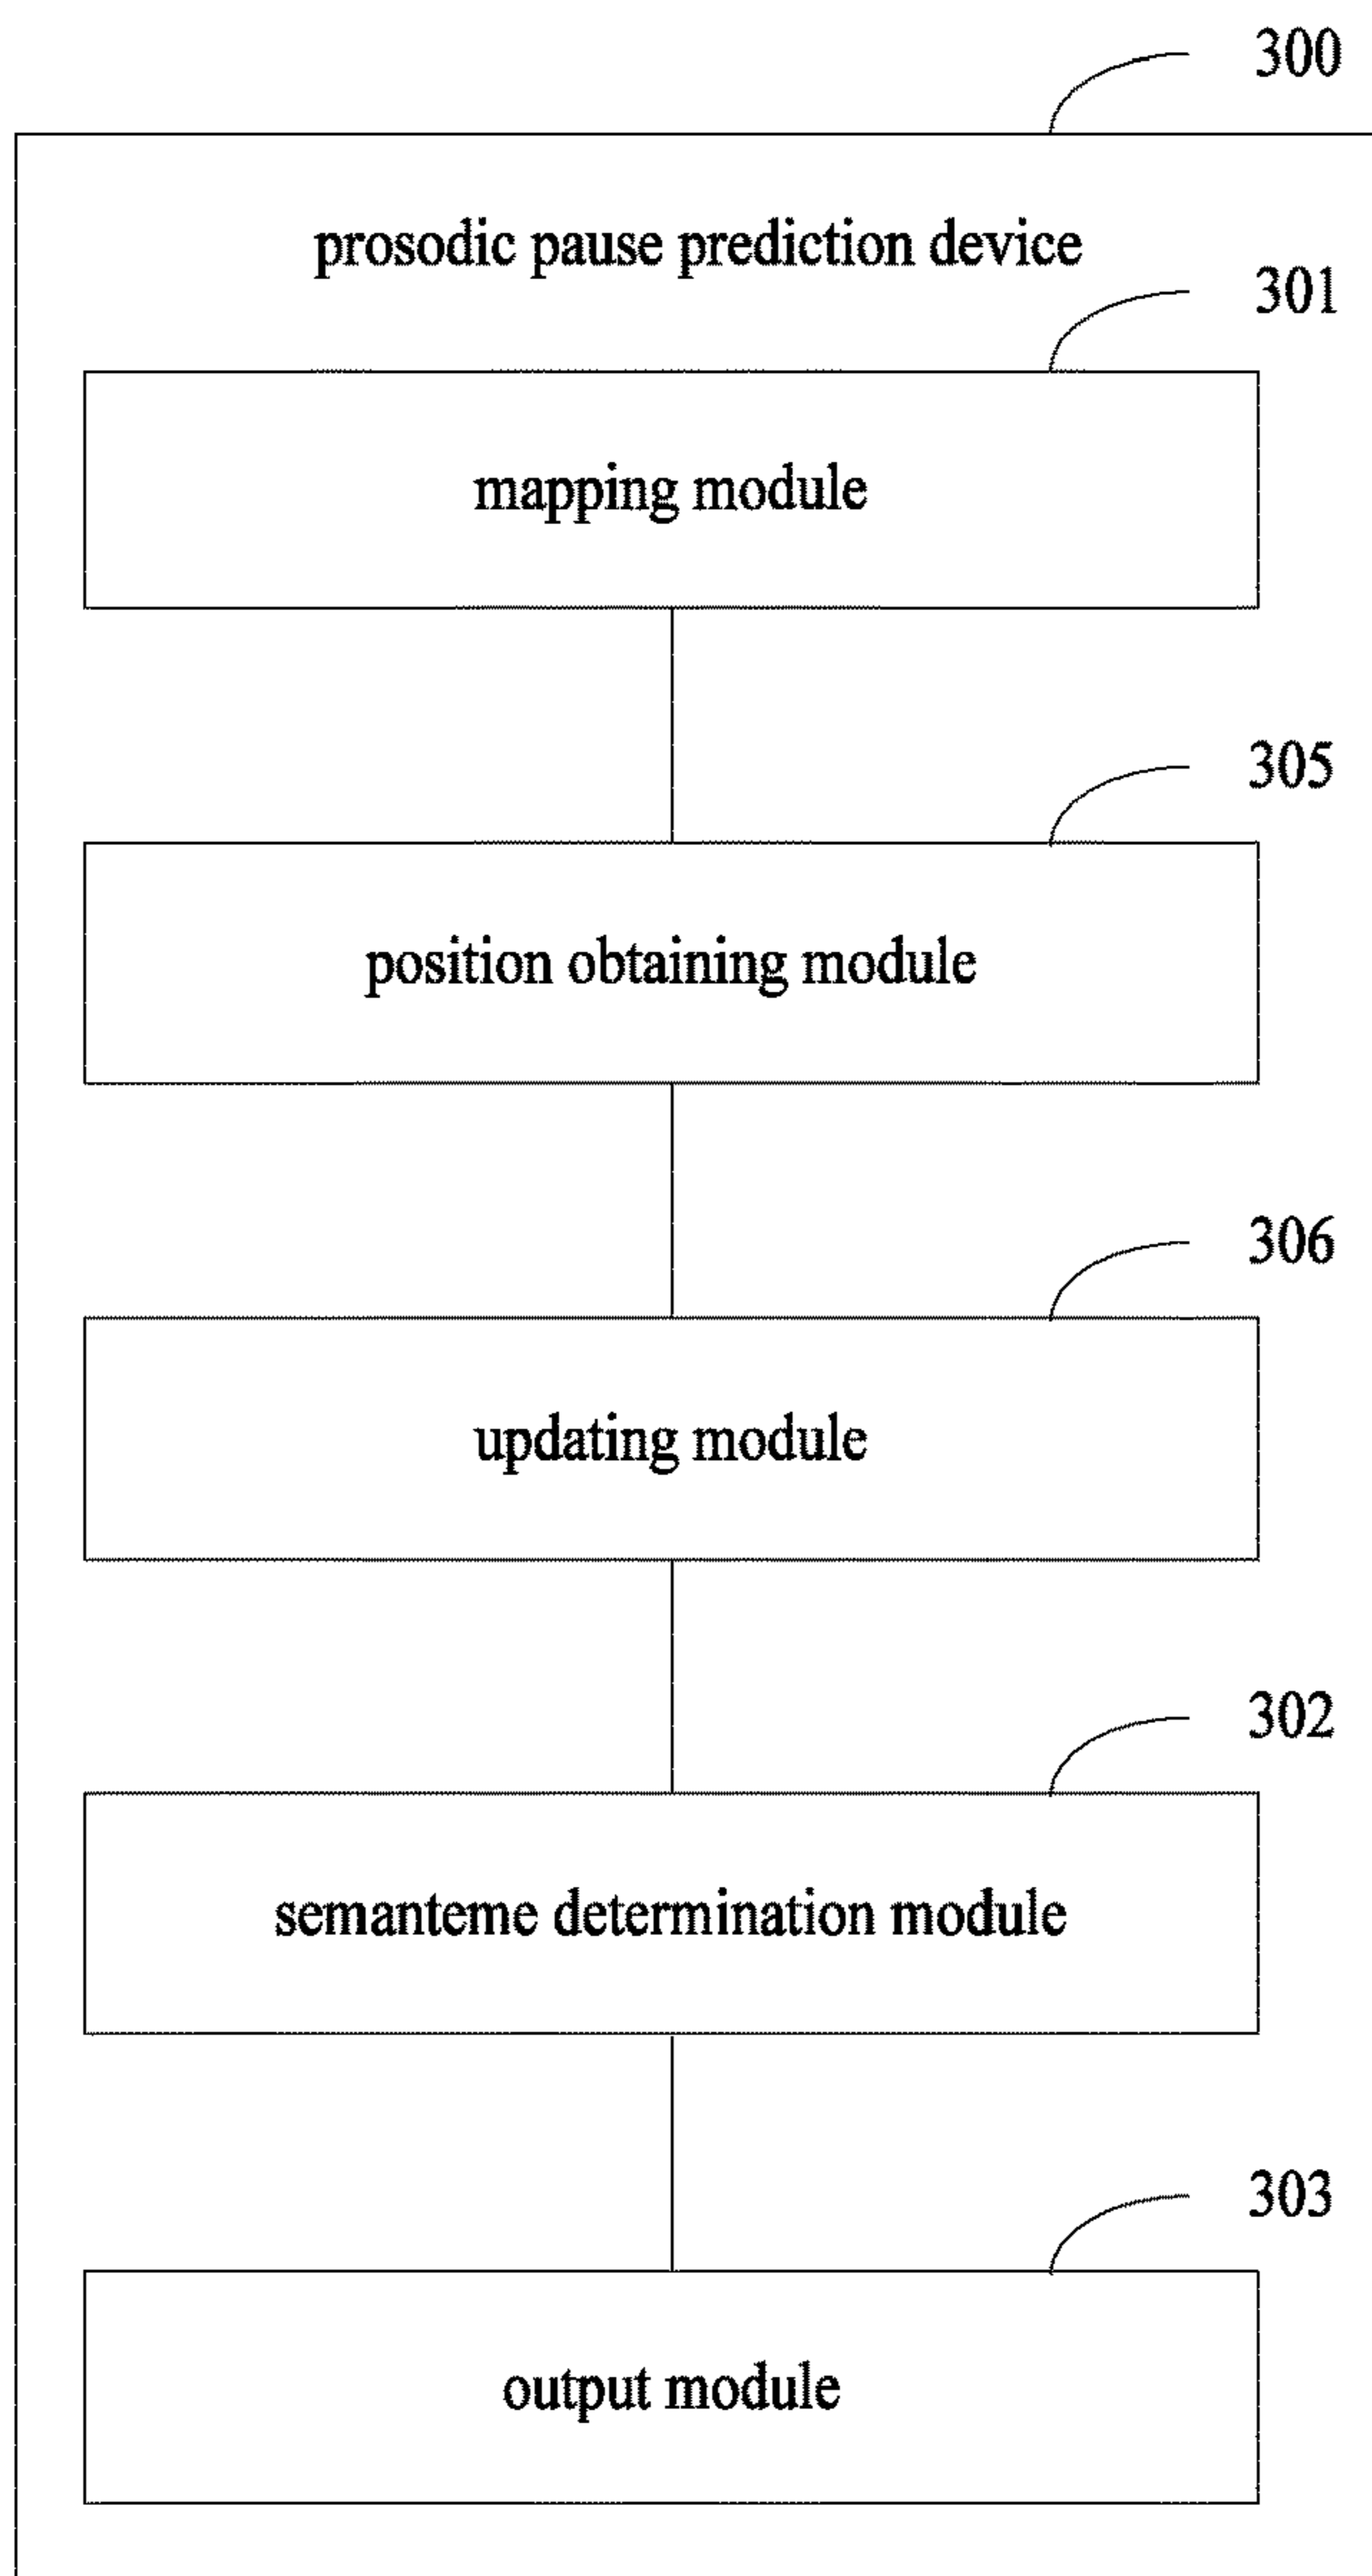 300
prosodic pause prediction device
301
mapping module
305
position obtaining module
306
updating module
302
semanteme determination module
303
output module